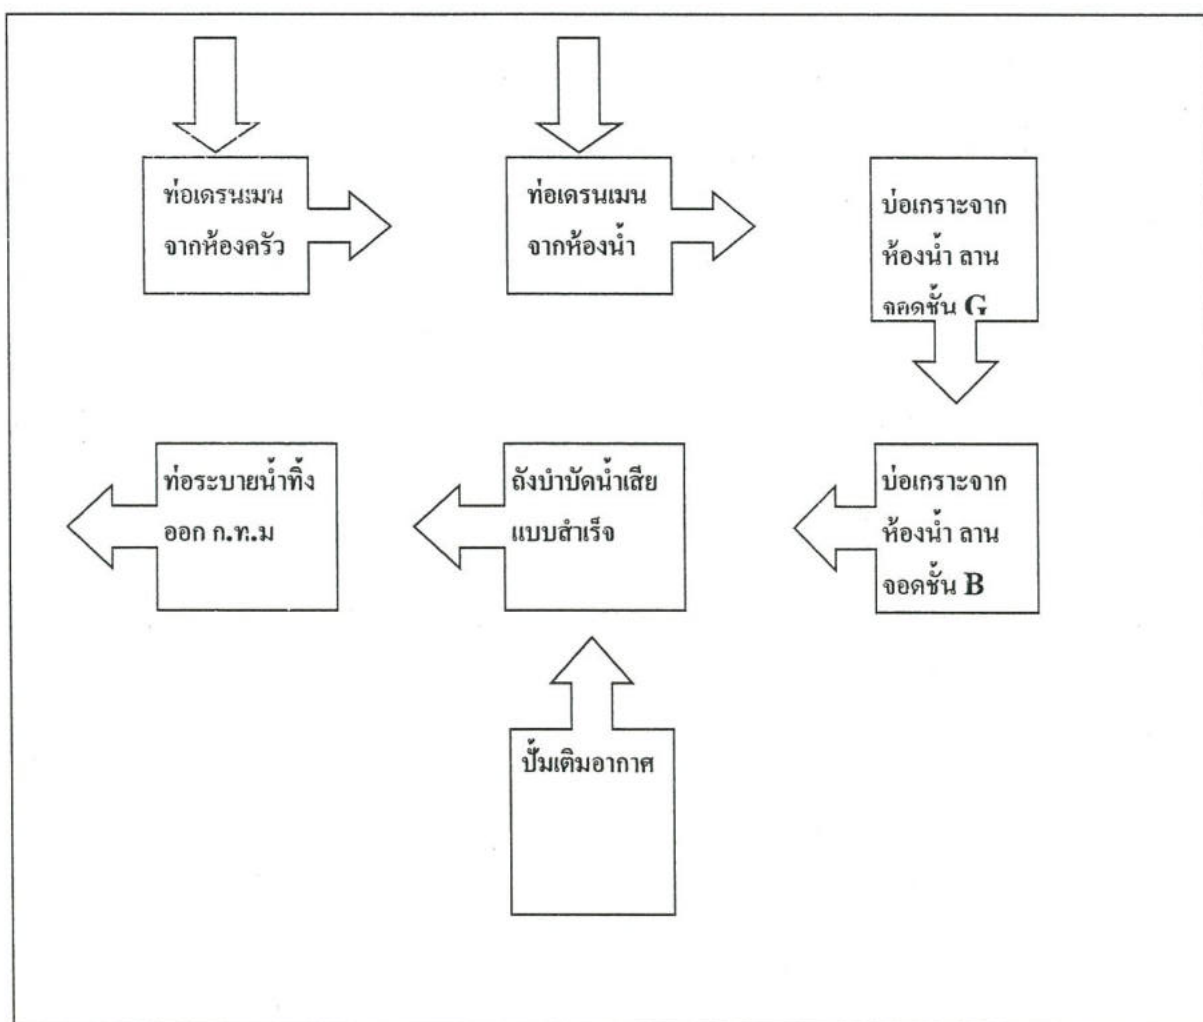 ท่อเดรนเมน
จากห้องครัว
ท่อเดรนเมน
จากห้องน้ำ
บ่อเกราะจาก
ห้องน้ำ ลาน
จอดชั้น G
ท่อระบายน้ำทิ้ง
ออก ก.ท.ม
ถังบำบัดน้ำเสีย
แบบสำเร็จ
บ่อเกราะจาก
ห้องน้ำ ลาน
จอดชั้น B
ปั้มเติมอากาศ